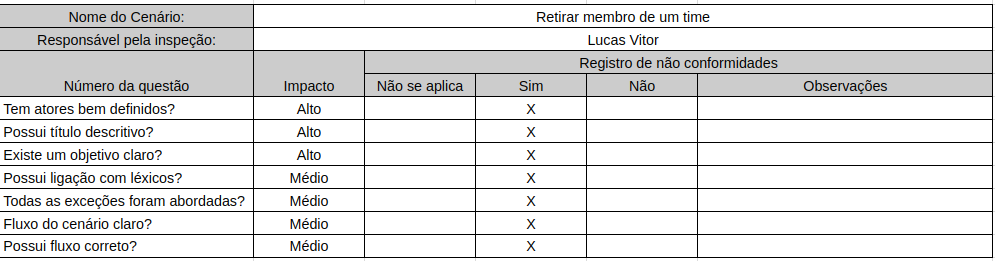 Nome do Cenário: Retirar membro de um time
Responsável pela inspeção: Lucas Vitor
Registro de não conformidades
Número da questão Impacto Não se aplica Sim Não Observações
Tem atores bem definidos? Alto X
Possui título descritivo? Alto X
Existe um objetivo claro? Alto X
Possui ligação com léxicos? Médio X
Todas as exceções foram abordadas? Médio X
Fluxo do cenário claro? Médio X
Possui fluxo correto? Médio X